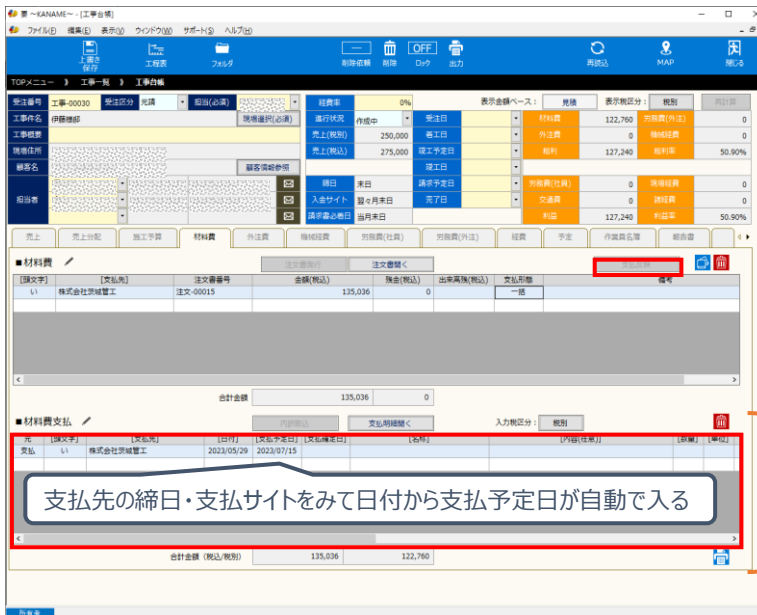 要 ~KANAME~ - [工事台帳]
ファイル(F) 編集(E) 表示(V) ウインドウ(W) サポート(S) ヘルプ(H)
上書き保存 工程表 フォルダ 削除依頼 削除 OFF ロック 出力 再読込 MAP 閉じる
TOPメニュー 》 工事一覧 》 工事台帳
受注番号 工事-00030 受注区分 元請 担当(必須) 経費率 0% 表示金額ベース： 見積 表示税区分： 税別 再計算
工事件名 伊藤様邸 現場選択(必須) 進行状況 作成中 受注日 材料費 122,760 労務費(外注) 0
工事概要 売上(税別) 250,000 着工日 外注費 0 機械経費 0
現場住所 売上(税込) 275,000 竣工予定日 粗利 127,240 粗利率 50.90%
顧客名 顧客情報参照 竣工日
担当者 締日 末日 請求予定日 労務費(社員) 0 現場経費 0
入金サイト 翌々月末日 完了日 交通費 0 諸経費 0
請求書必着日 当月末日 利益 127,240 利益率 50.90%
売上 売上分配 施工予算 材料費 外注費 機械経費 労務費(社員) 労務費(外注) 経費 予定 作業員名簿 報告書
■材料費 注文書発行 注文書開く
[頭文字] [支払先] 注文書番号 金額(税込) 残金(税込) 出来高残(税込) 支払形態 備考
い 株式会社茨城管工 注文-00015 135,036 0 一括
合計金額 135,036 0
■材料費支払 内訳取込 支払明細開く 入力税区分： 税別
元 [頭文字] [支払先] [日付] [支払予定日] [支払確定日] [名称] [内容(任意)] [数量] [単位]
支払 い 株式会社茨城管工 2023/05/29 2023/07/15
支払先の締日・支払サイトをみて日付から支払予定日が自動で入る
合計金額（税込/税別） 135,036 122,760
所有者